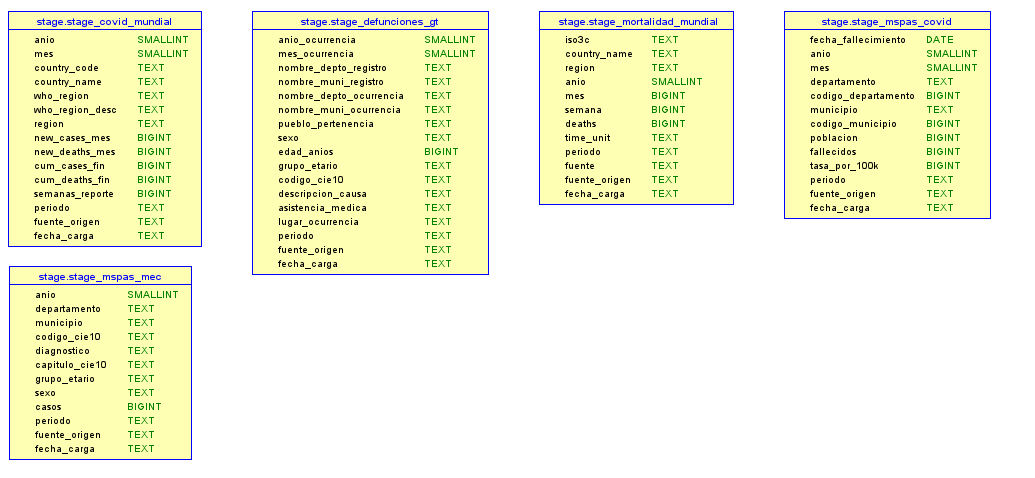 stage.stage_covid_mundial
anio SMALLINT
mes SMALLINT
country_code TEXT
country_name TEXT
who_region TEXT
who_region_desc TEXT
region TEXT
new_cases_mes BIGINT
new_deaths_mes BIGINT
cum_cases_fin BIGINT
cum_deaths_fin BIGINT
semanas_reporte BIGINT
periodo TEXT
fuente_origen TEXT
fecha_carga TEXT
stage.stage_defunciones_gt
anio_ocurrencia SMALLINT
mes_ocurrencia SMALLINT
nombre_depto_registro TEXT
nombre_muni_registro TEXT
nombre_depto_ocurrencia TEXT
nombre_muni_ocurrencia TEXT
pueblo_pertenencia TEXT
sexo TEXT
edad_anios BIGINT
grupo_etario TEXT
codigo_cie10 TEXT
descripcion_causa TEXT
asistencia_medica TEXT
lugar_ocurrencia TEXT
periodo TEXT
fuente_origen TEXT
fecha_carga TEXT
stage.stage_mortalidad_mundial
iso3c TEXT
country_name TEXT
region TEXT
anio SMALLINT
mes BIGINT
semana BIGINT
deaths BIGINT
time_unit TEXT
periodo TEXT
fuente TEXT
fuente_origen TEXT
fecha_carga TEXT
stage.stage_mspas_covid
fecha_fallecimiento DATE
anio SMALLINT
mes SMALLINT
departamento TEXT
codigo_departamento BIGINT
municipio TEXT
codigo_municipio BIGINT
poblacion BIGINT
fallecidos BIGINT
tasa_por_100k BIGINT
periodo TEXT
fuente_origen TEXT
fecha_carga TEXT
stage.stage_mspas_mec
anio SMALLINT
departamento TEXT
municipio TEXT
codigo_cie10 TEXT
diagnostico TEXT
capitulo_cie10 TEXT
grupo_etario TEXT
sexo TEXT
casos BIGINT
periodo TEXT
fuente_origen TEXT
fecha_carga TEXT